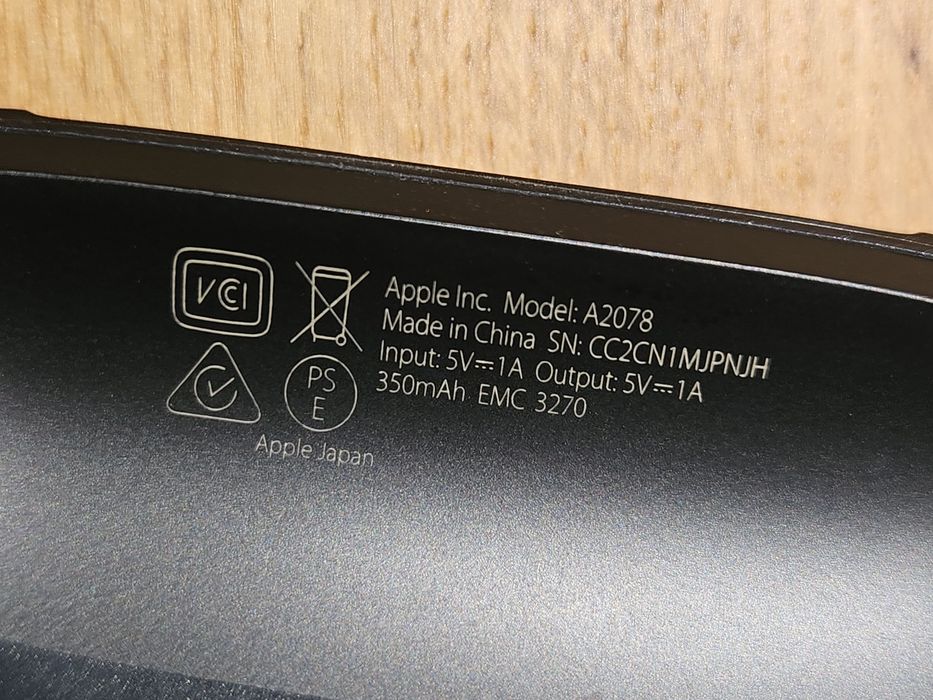 VCCI
Apple Inc. Model: A2078
Made in China SN: CC2CN1MJPNJH
Input: 5V⎓1A Output: 5V⎓1A
350mAh EMC 3270
PS
E
Apple Japan